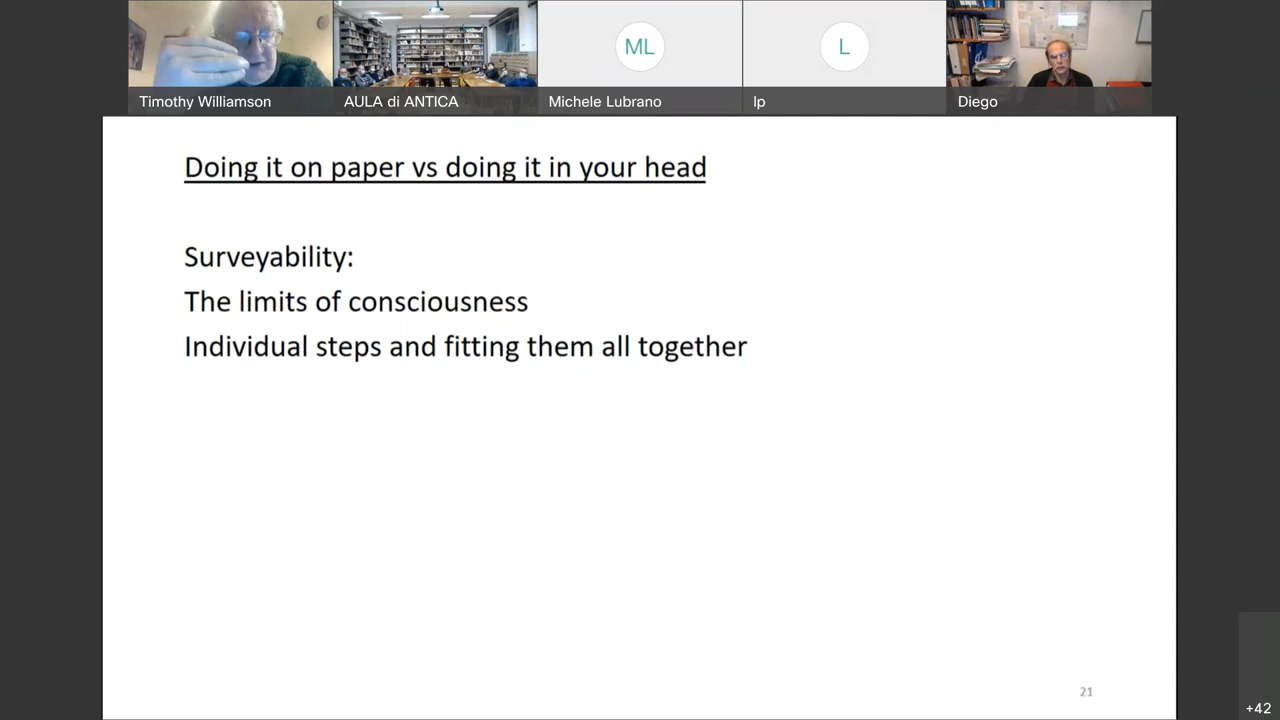 Timothy Williamson
AULA di ANTICA
ML
Michele Lubrano
L
lp
Diego
Doing it on paper vs doing it in your head
Surveyability:
The limits of consciousness
Individual steps and fitting them all together
21
+42